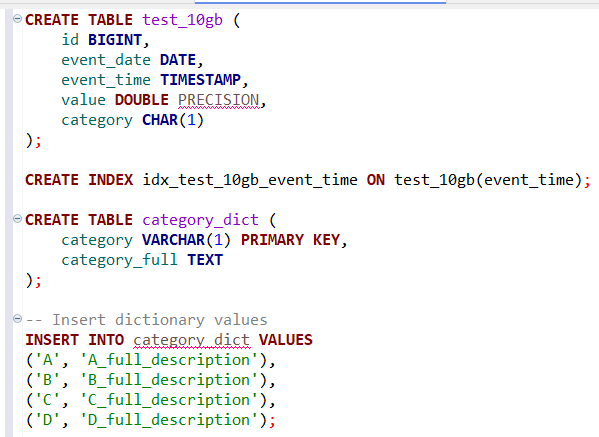 CREATE TABLE test_10gb (
    id BIGINT,
    event_date DATE,
    event_time TIMESTAMP,
    value DOUBLE PRECISION,
    category CHAR(1)
);
CREATE INDEX idx_test_10gb_event_time ON test_10gb(event_time);
CREATE TABLE category_dict (
    category VARCHAR(1) PRIMARY KEY,
    category_full TEXT
);
-- Insert dictionary values
INSERT INTO category_dict VALUES
('A', 'A_full_description'),
('B', 'B_full_description'),
('C', 'C_full_description'),
('D', 'D_full_description');